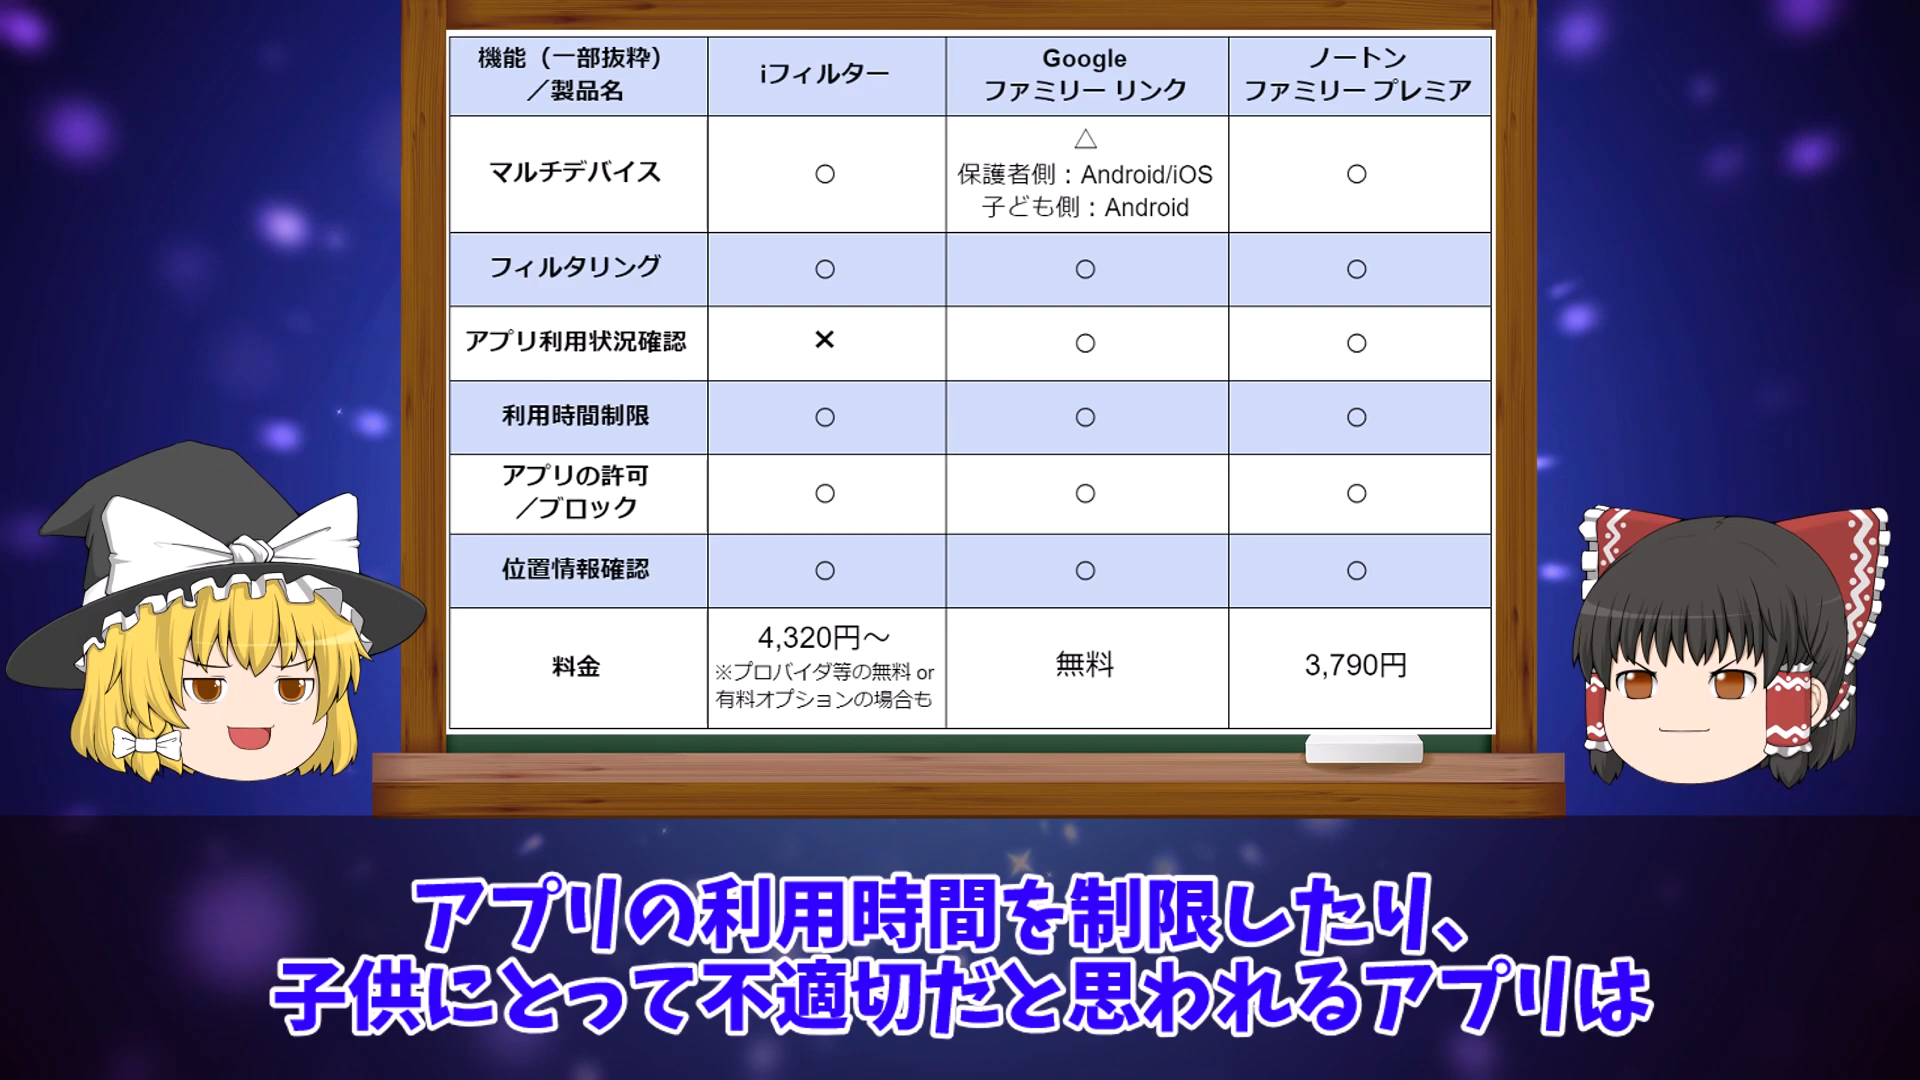 機能（一部抜粋）
／製品名
iフィルター
Google
ファミリー リンク
ノートン
ファミリー プレミア
マルチデバイス
○
△
保護者側：Android/iOS
子ども側：Android
○
フィルタリング
○
○
○
アプリ利用状況確認
×
○
○
利用時間制限
○
○
○
アプリの許可
／ブロック
○
○
○
位置情報確認
○
○
○
料金
4,320円～
※プロバイダ等の無料 or
有料オプションの場合も
無料
3,790円
アプリの利用時間を制限したり、
子供にとって不適切だと思われるアプリは